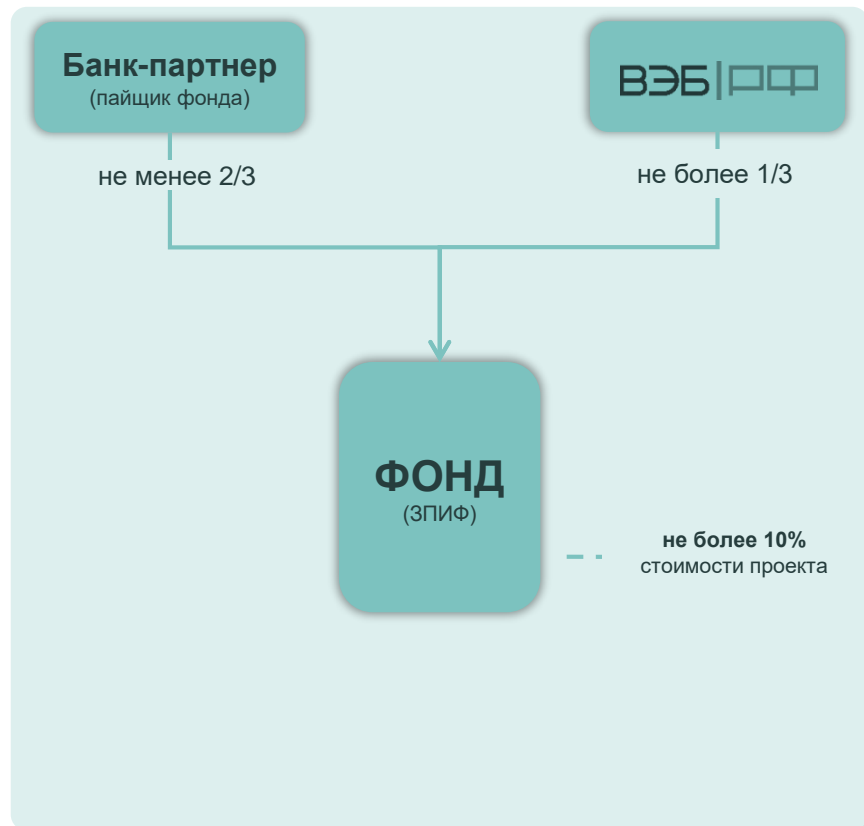 Банк-партнер
(пайщик фонда)
ВЭБ|РФ
не менее 2/3
не более 1/3
ФОНД
(ЗПИФ)
не более 10%
стоимости проекта